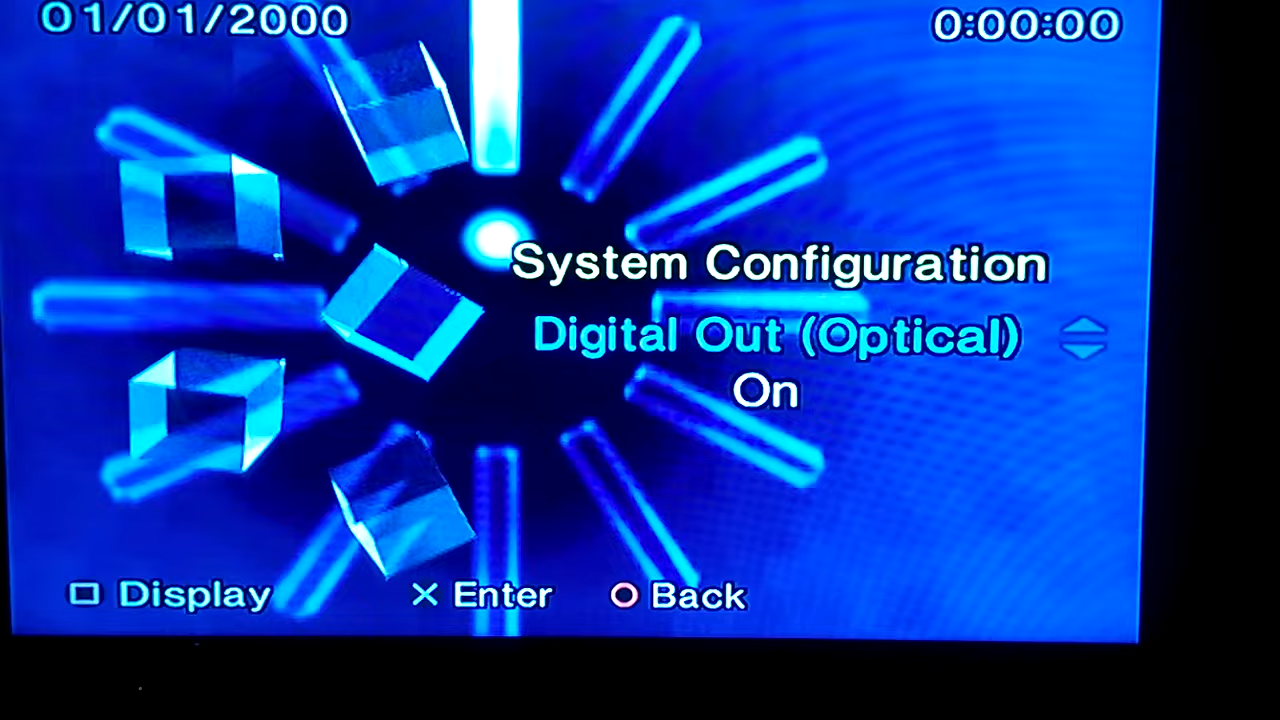 01/01/2000 0:00:00
System Configuration
Digital Out (Optical)
On
Display Enter Back